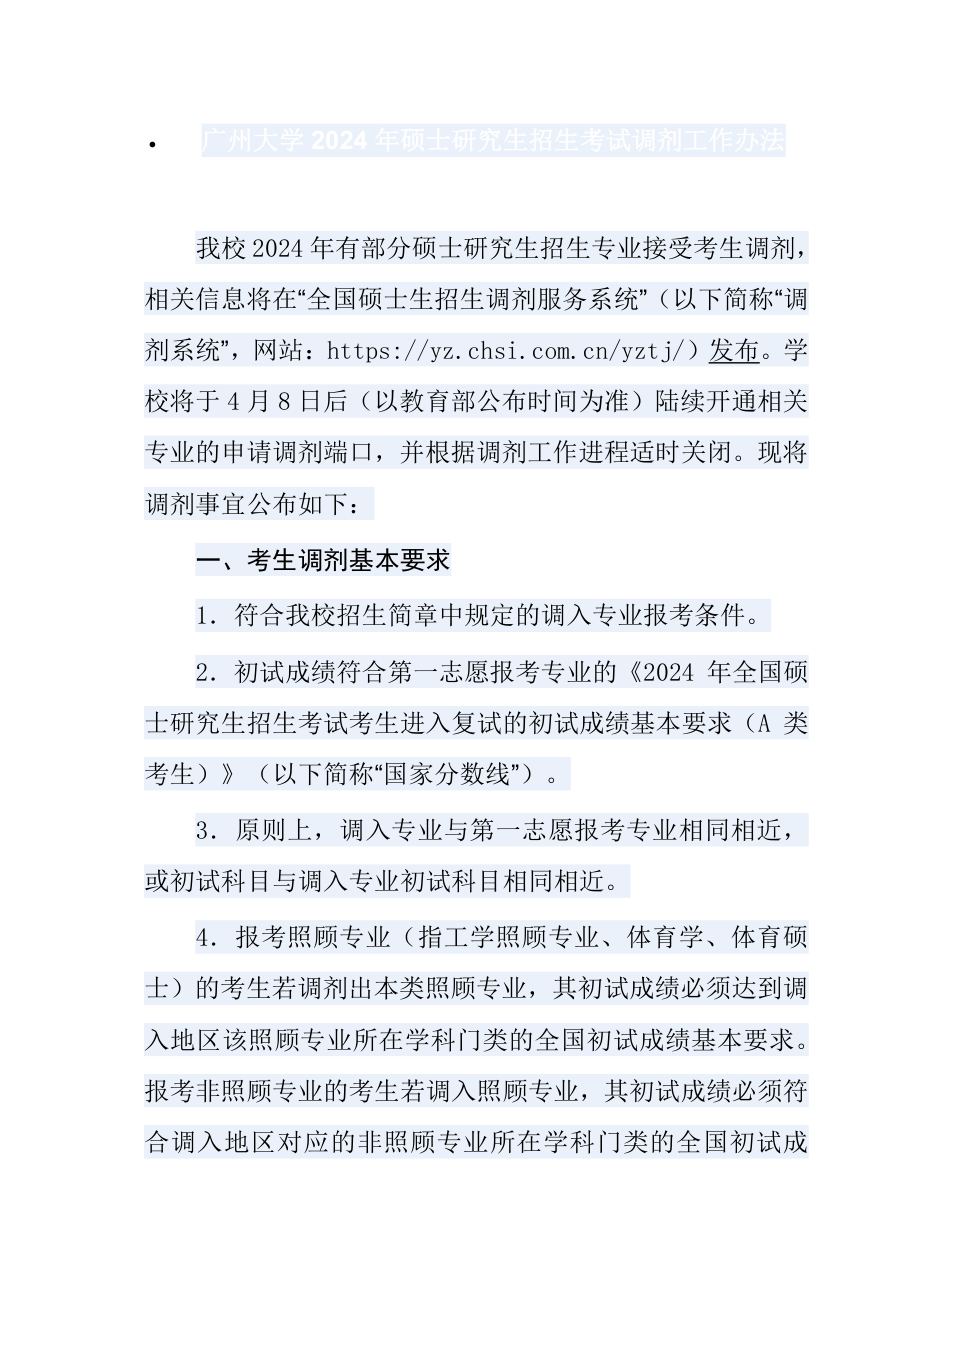 • 广州大学 2024 年硕士研究生招生考试调剂工作办法
我校 2024 年有部分硕士研究生招生专业接受考生调剂，
相关信息将在“全国硕士生招生调剂服务系统”（以下简称“调
剂系统”，网站：https://yz.chsi.com.cn/yztj/）发布。学
校将于 4 月 8 日后（以教育部公布时间为准）陆续开通相关
专业的申请调剂端口，并根据调剂工作进程适时关闭。现将
调剂事宜公布如下：
一、考生调剂基本要求
1．符合我校招生简章中规定的调入专业报考条件。
2．初试成绩符合第一志愿报考专业的《2024 年全国硕
士研究生招生考试考生进入复试的初试成绩基本要求（A 类
考生）》（以下简称“国家分数线”）。
3．原则上，调入专业与第一志愿报考专业相同相近，
或初试科目与调入专业初试科目相同相近。
4．报考照顾专业（指工学照顾专业、体育学、体育硕
士）的考生若调剂出本类照顾专业，其初试成绩必须达到调
入地区该照顾专业所在学科门类的全国初试成绩基本要求。
报考非照顾专业的考生若调入照顾专业，其初试成绩必须符
合调入地区对应的非照顾专业所在学科门类的全国初试成